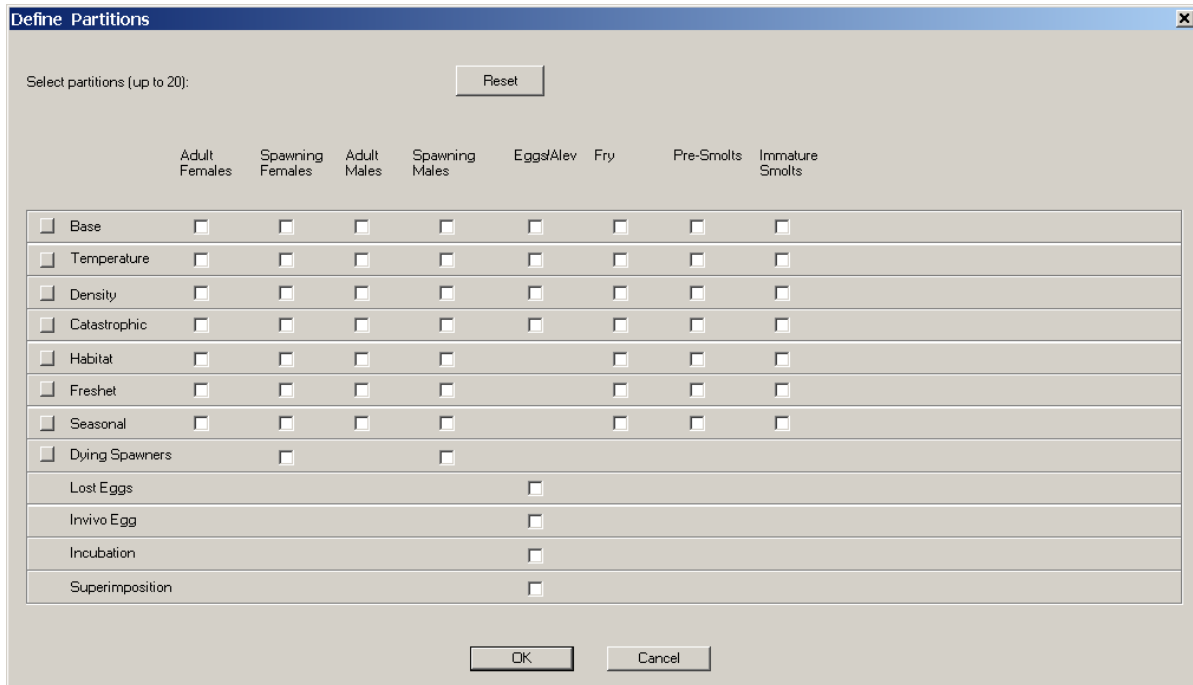 Define Partitions
Select partitions (up to 20):
Reset
Adult Females
Spawning Females
Adult Males
Spawning Males
Eggs/Alev
Fry
Pre-Smolts
Immature Smolts
Base
Temperature
Density
Catastrophic
Habitat
Freshet
Seasonal
Dying Spawners
Lost Eggs
Invivo Egg
Incubation
Superimposition
OK
Cancel